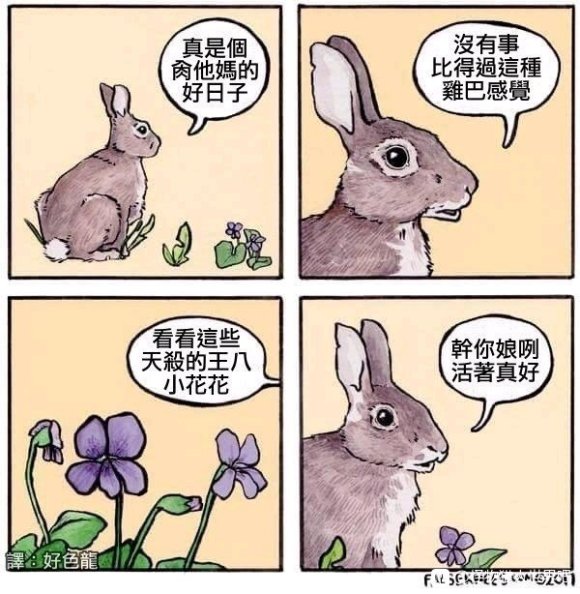 真是個
肏他媽的
好日子
沒有事
比得過這種
雞巴感覺
看看這些
天殺的王八
小花花
幹你娘咧
活著真好
譯:好色龍